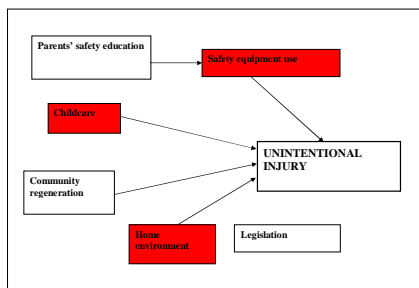 Parents' safety education
Safety equipment use
Childcare
UNINTENTIONAL
INJURY
Community
regeneration
Home
environment
Legislation